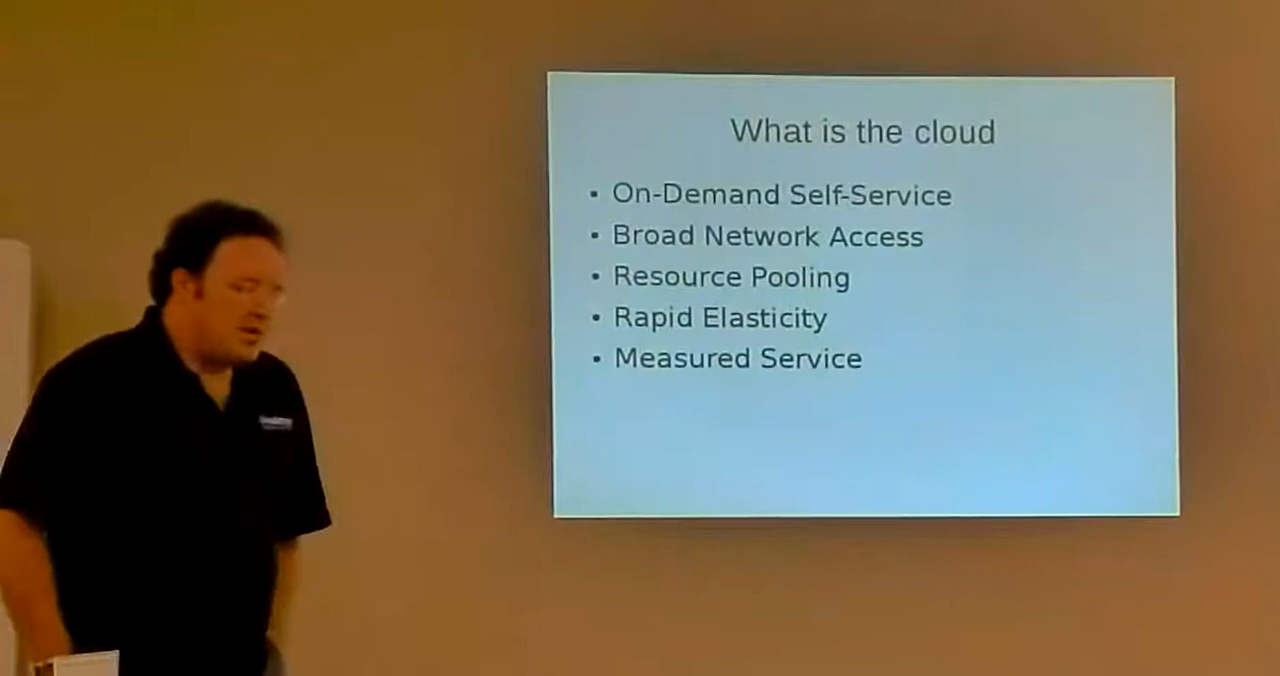 What is the cloud
• On-Demand Self-Service
• Broad Network Access
• Resource Pooling
• Rapid Elasticity
• Measured Service